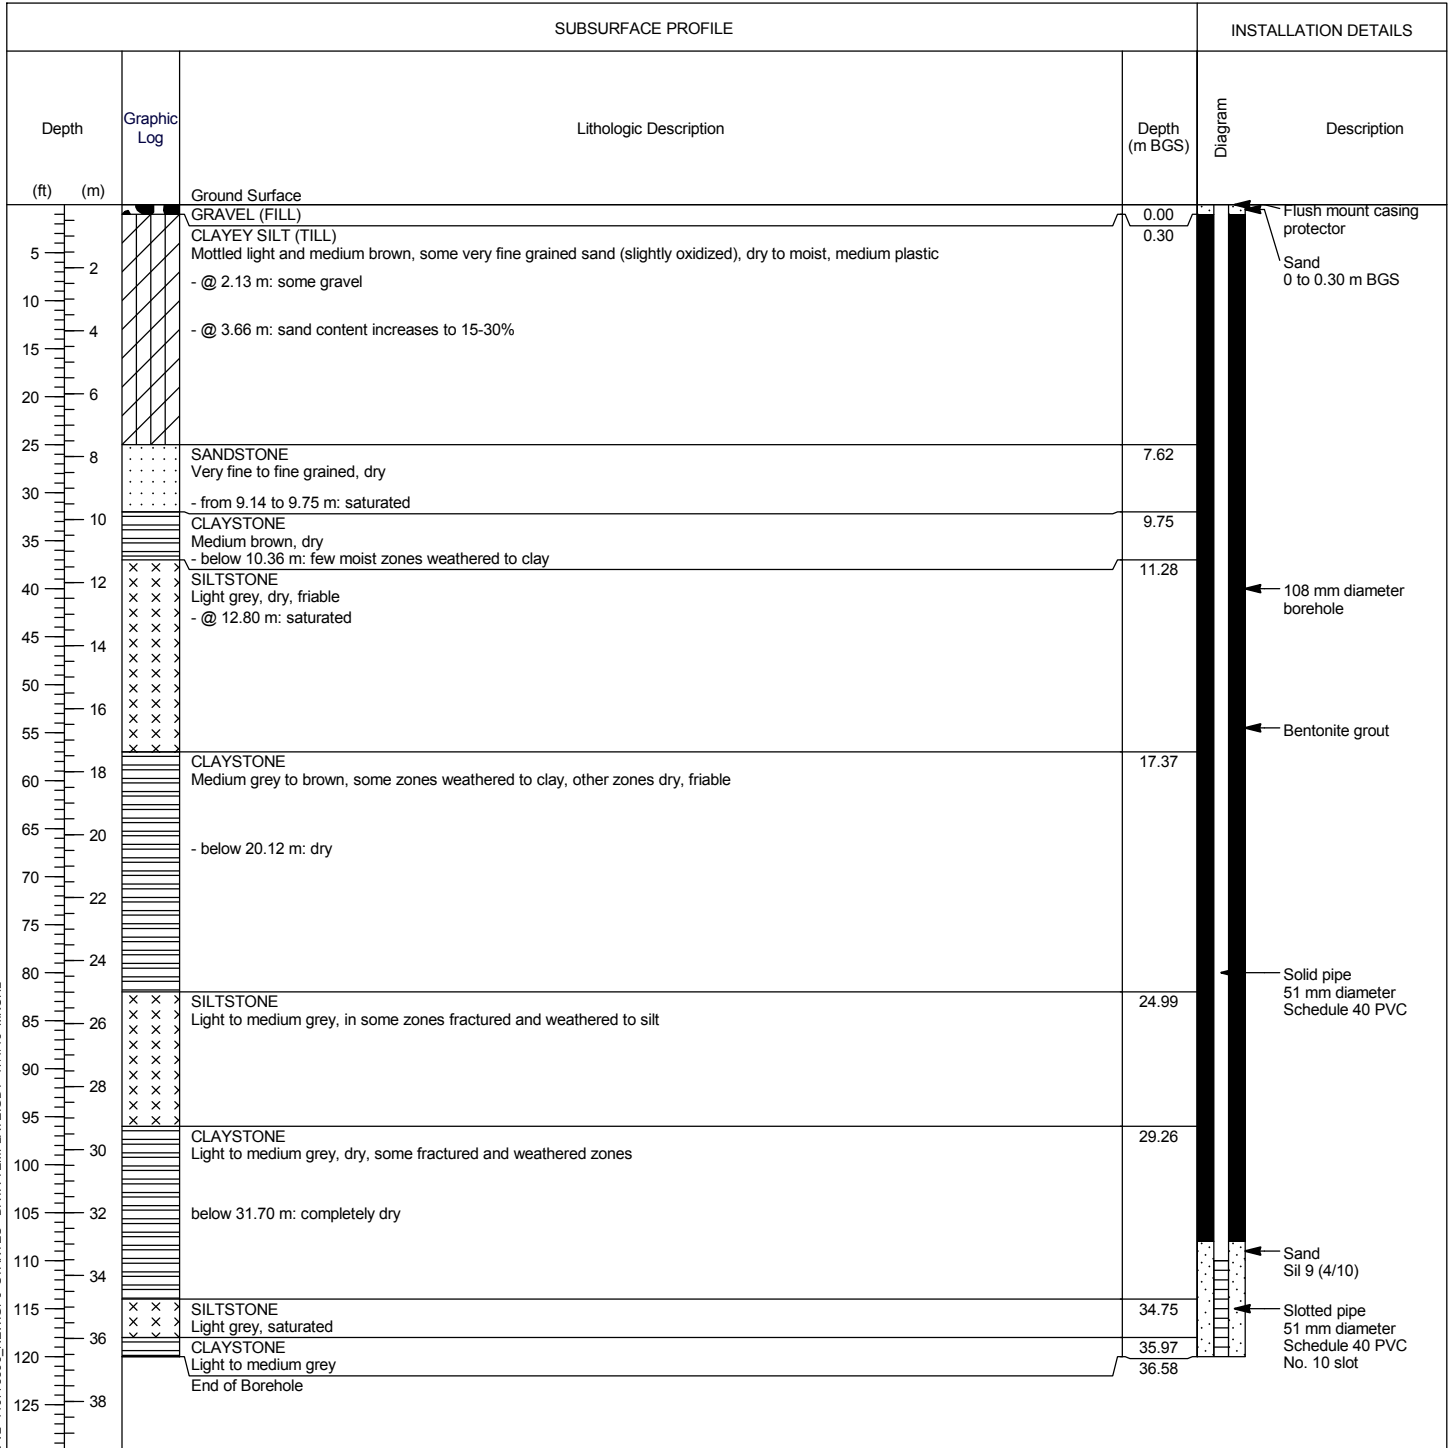 SUBSURFACE PROFILE
INSTALLATION DETAILS
Depth
Graphic
Log
Lithologic Description
Depth
(m BGS)
Diagram
Description
(ft)
(m)
Ground Surface
GRAVEL (FILL)
0.00
Flush mount casing
protector
CLAYEY SILT (TILL)
0.30
Mottled light and medium brown, some very fine grained sand (slightly oxidized), dry to moist, medium plastic
Sand
0 to 0.30 m BGS
- @ 2.13 m: some gravel
- @ 3.66 m: sand content increases to 15-30%
SANDSTONE
7.62
Very fine to fine grained, dry
- from 9.14 to 9.75 m: saturated
CLAYSTONE
9.75
Medium brown, dry
- below 10.36 m: few moist zones weathered to clay
SILTSTONE
11.28
Light grey, dry, friable
- @ 12.80 m: saturated
108 mm diameter
borehole
Bentonite grout
CLAYSTONE
17.37
Medium grey to brown, some zones weathered to clay, other zones dry, friable
- below 20.12 m: dry
Solid pipe
51 mm diameter
Schedule 40 PVC
SILTSTONE
24.99
Light to medium grey, in some zones fractured and weathered to silt
CLAYSTONE
29.26
Light to medium grey, dry, some fractured and weathered zones
below 31.70 m: completely dry
Sand
Sil 9 (4/10)
SILTSTONE
34.75
Light grey, saturated
Slotted pipe
51 mm diameter
Schedule 40 PVC
No. 10 slot
CLAYSTONE
35.97
Light to medium grey
36.58
End of Borehole
5
10
15
20
25
30
35
40
45
50
55
60
65
70
75
80
85
90
95
100
105
110
115
120
125
2
4
6
8
10
12
14
16
18
20
22
24
26
28
30
32
34
36
38